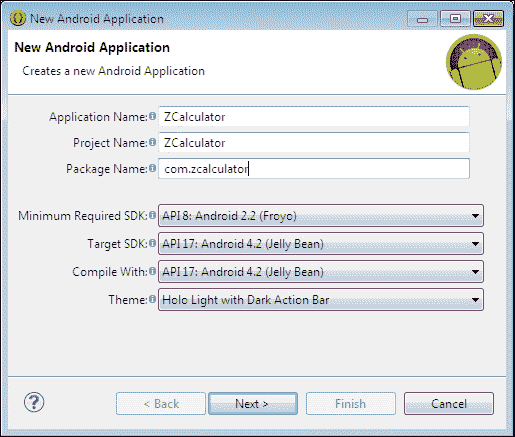 New Android Application
New Android Application
Creates a new Android Application
Application Name: ZCalculator
Project Name: ZCalculator
Package Name: com.zcalculator
Minimum Required SDK: API 8: Android 2.2 (Froyo)
Target SDK: API 17: Android 4.2 (Jelly Bean)
Compile With: API 17: Android 4.2 (Jelly Bean)
Theme: Holo Light with Dark Action Bar
? < Back Next > Finish Cancel